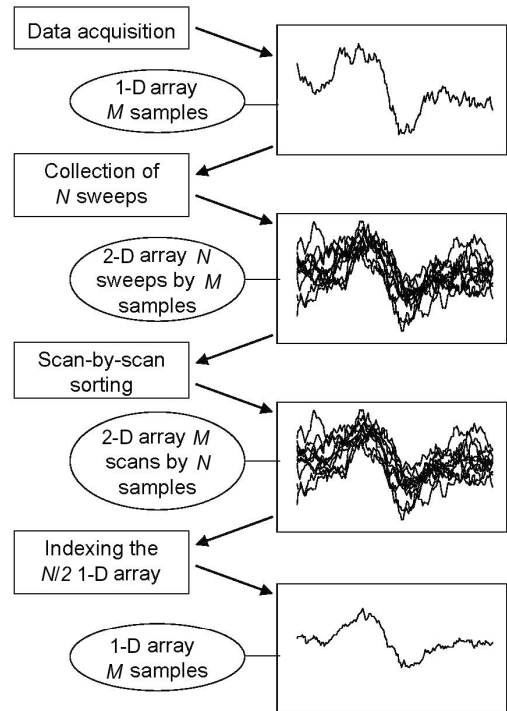 Data acquisition
1-D array
M samples
Collection of
N sweeps
2-D array N
sweeps by M
samples
Scan-by-scan
sorting
2-D array M
scans by N
samples
Indexing the
N/2 1-D array
1-D array
M samples